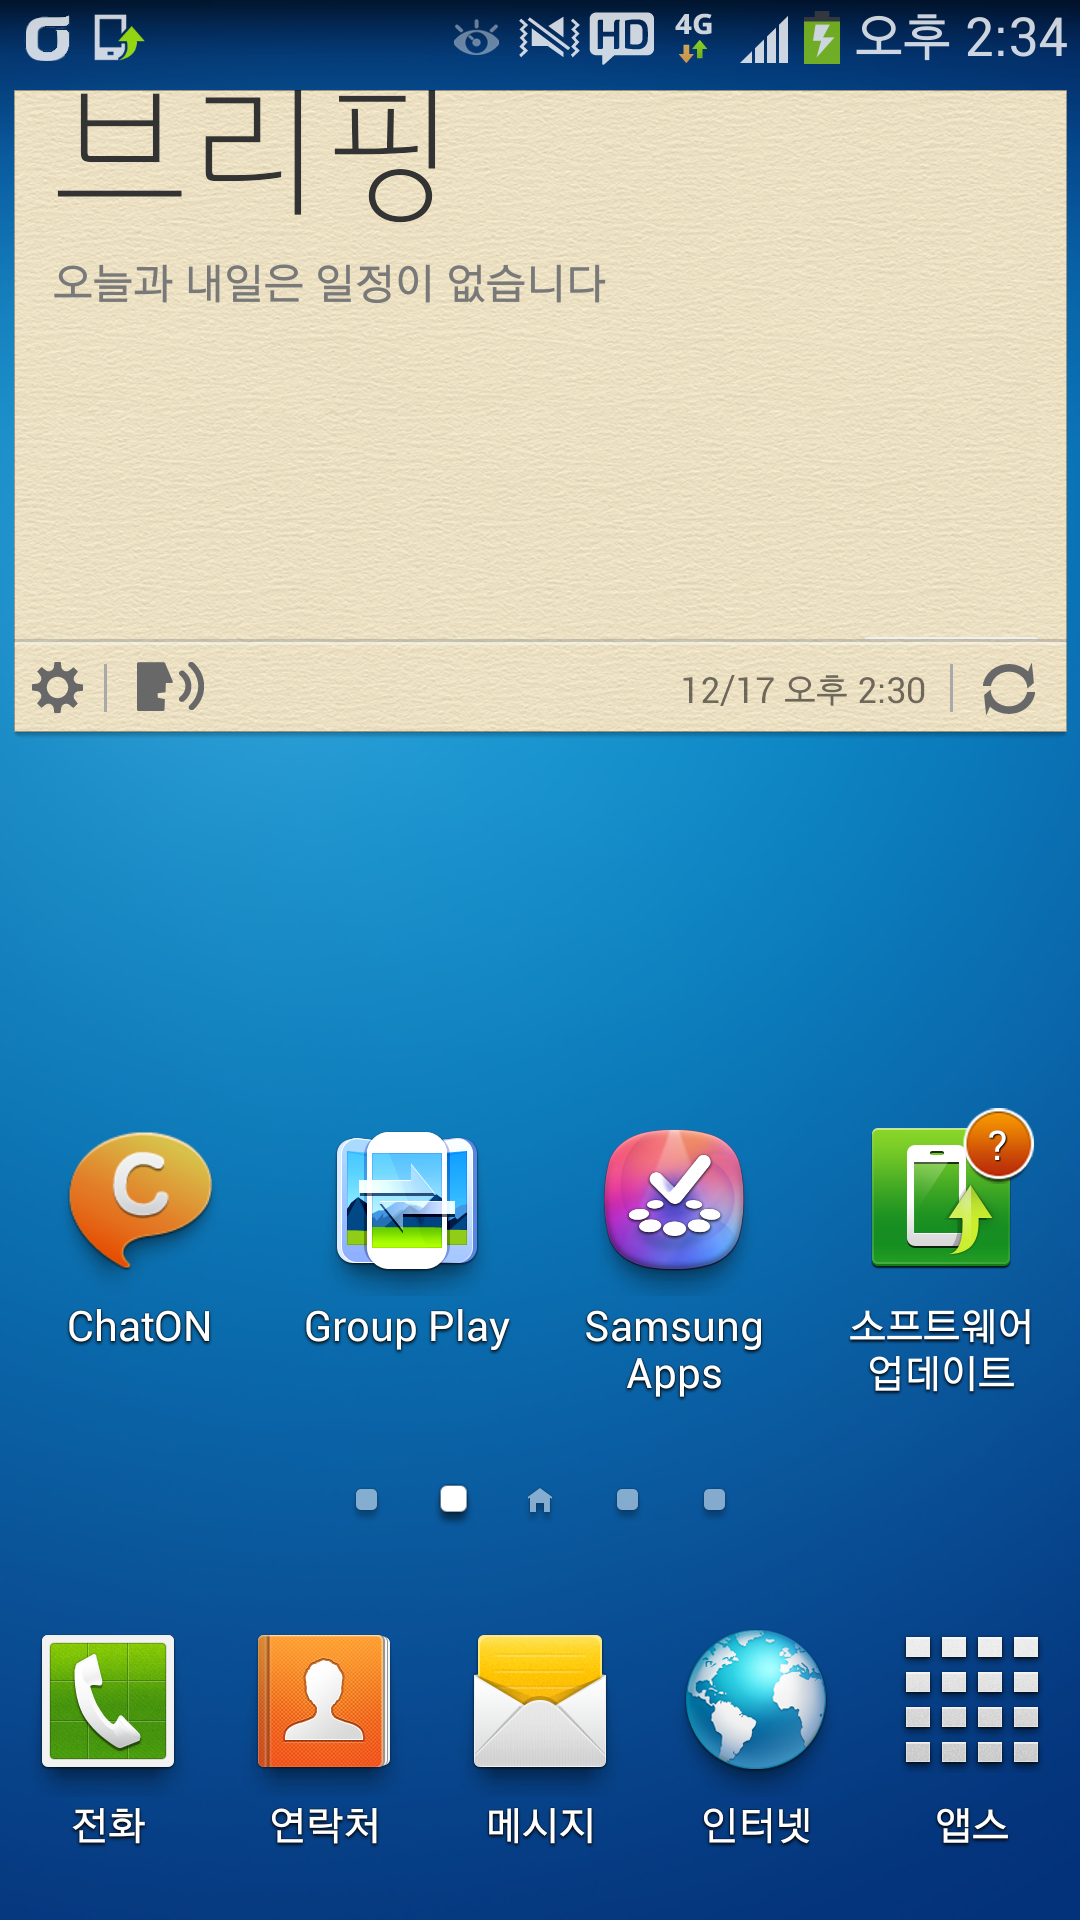 HD 4G 오후 2:34
브리핑
오늘과 내일은 일정이 없습니다
12/17 오후 2:30
?
C
ChatON
Group Play
Samsung
Apps
소프트웨어
업데이트
전화
연락처
메시지
인터넷
앱스